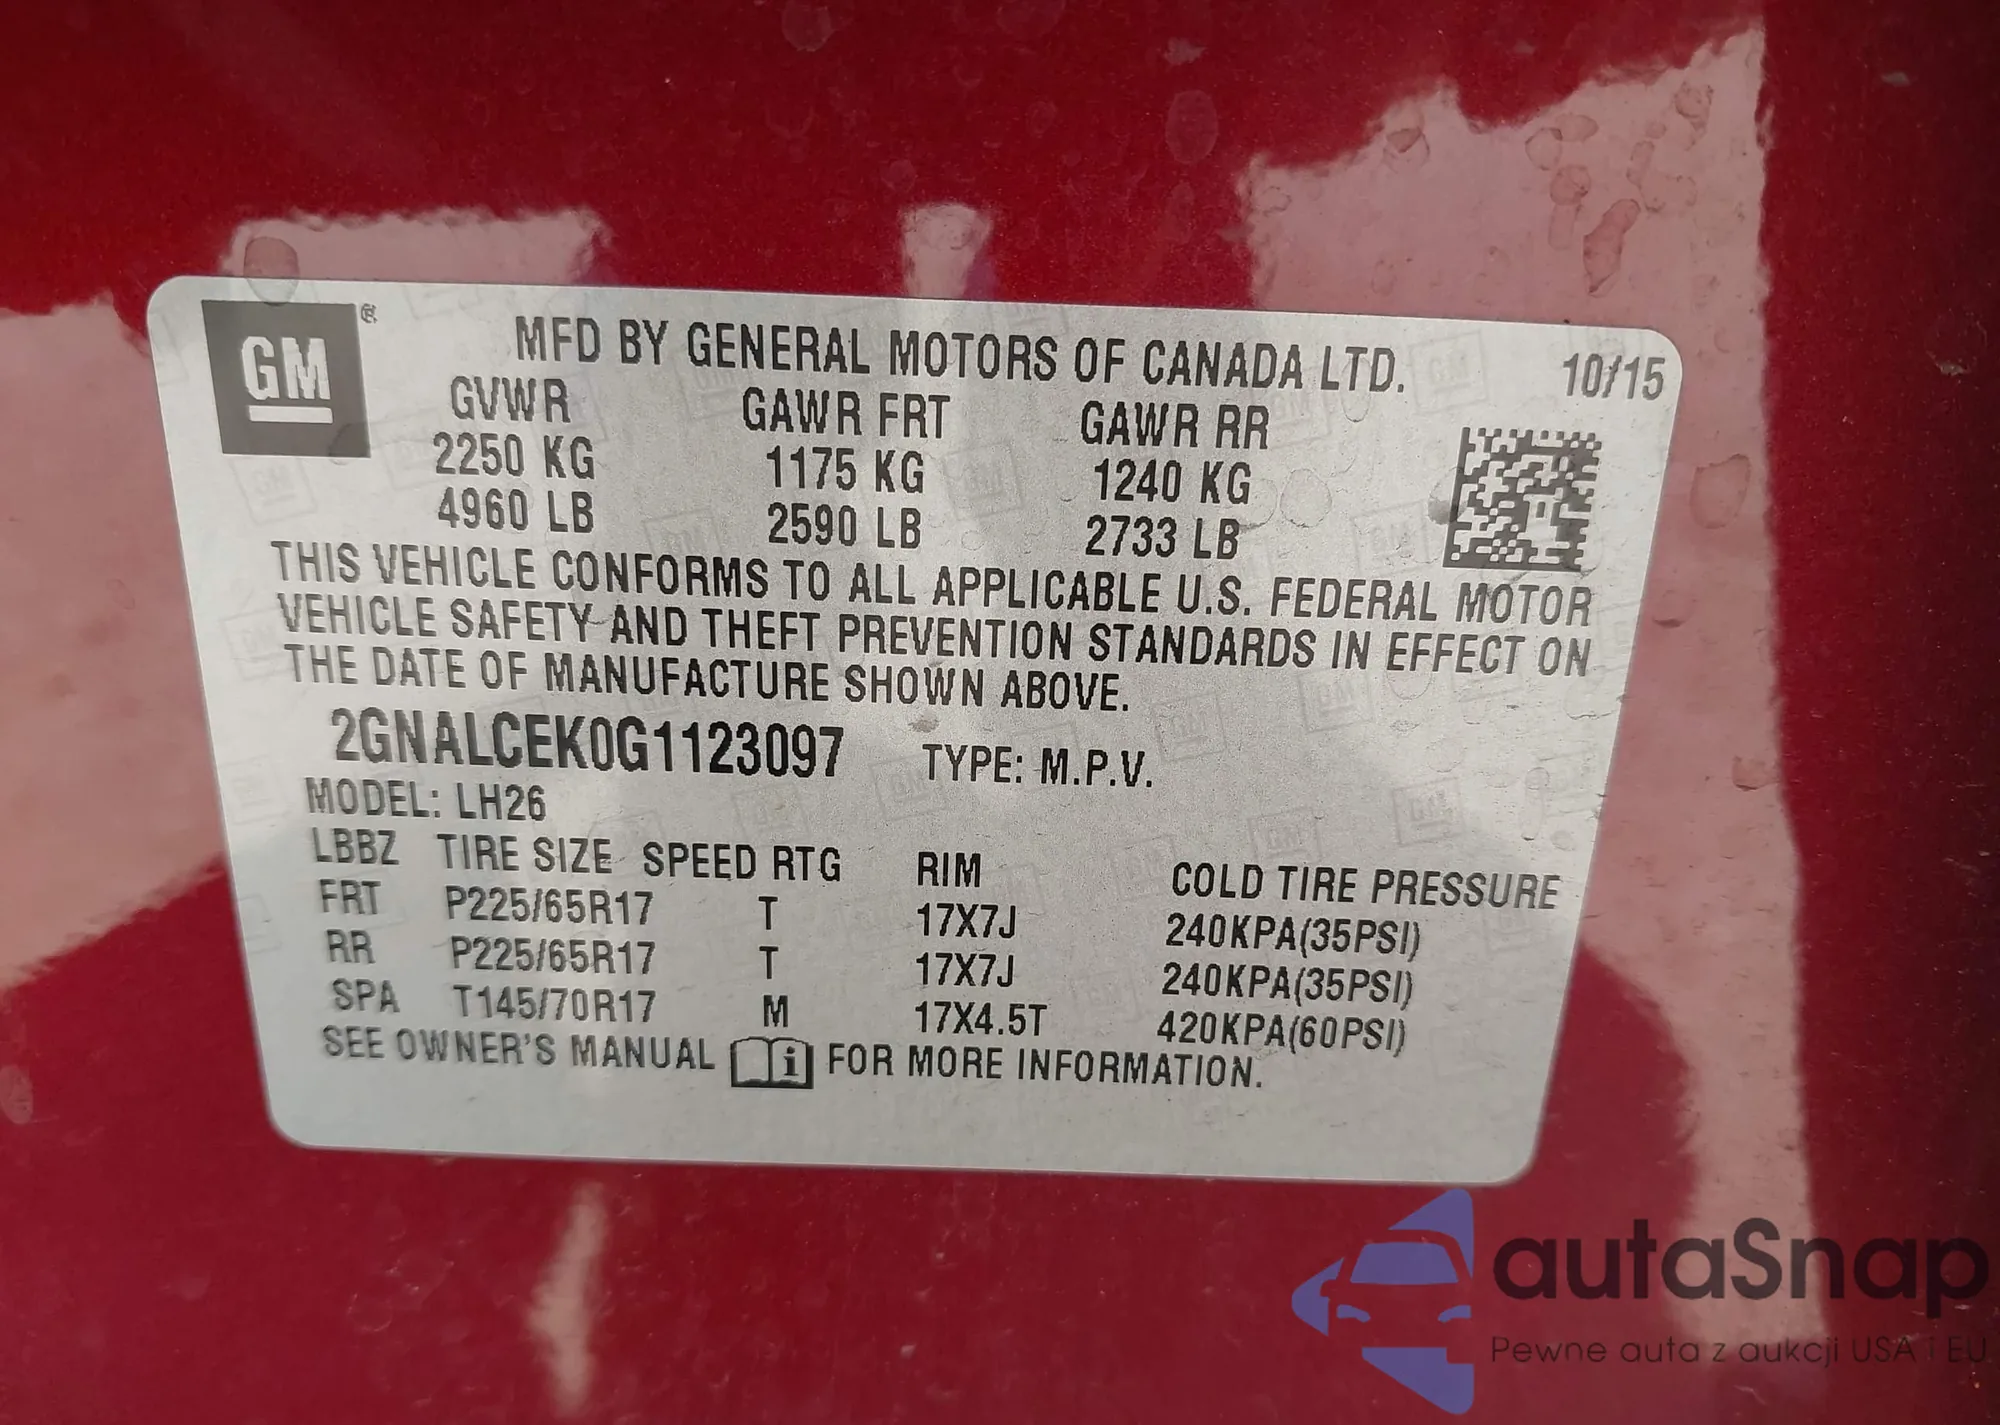 GM®
MFD BY GENERAL MOTORS OF CANADA LTD. 10/15
GVWR GAWR FRT GAWR RR
2250 KG 1175 KG 1240 KG
4960 LB 2590 LB 2733 LB
THIS VEHICLE CONFORMS TO ALL APPLICABLE U.S. FEDERAL MOTOR
VEHICLE SAFETY AND THEFT PREVENTION STANDARDS IN EFFECT ON
THE DATE OF MANUFACTURE SHOWN ABOVE.
2GNALCEK0G1123097 TYPE: M.P.V.
MODEL: LH26
LBBZ TIRE SIZE SPEED RTG RIM COLD TIRE PRESSURE
FRT P225/65R17 T 17X7J 240KPA(35PSI)
RR P225/65R17 T 17X7J 240KPA(35PSI)
SPA T145/70R17 M 17X4.5T 420KPA(60PSI)
SEE OWNER'S MANUAL i FOR MORE INFORMATION.
autaSnap
Pewne auta z aukcji USA i EU